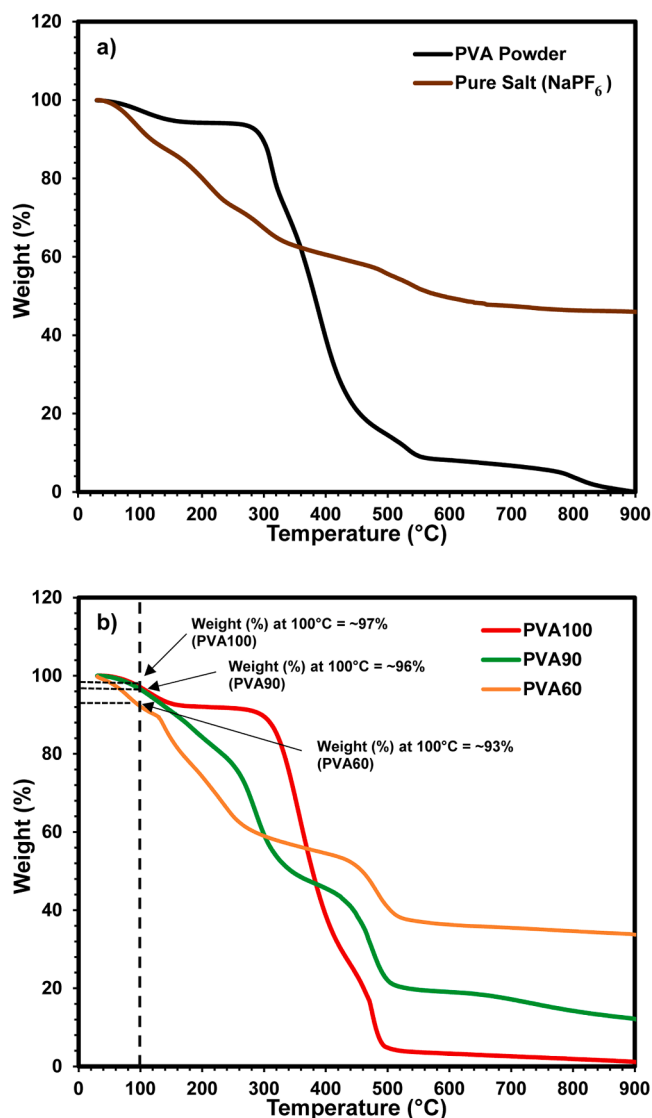 a)
PVA Powder
Pure Salt (NaPF6)
120
100
80
60
40
20
0
Weight (%)
0 100 200 300 400 500 600 700 800 900
Temperature (°C)
b)
PVA100
PVA90
PVA60
Weight (%) at 100°C = ~97%
(PVA100)
Weight (%) at 100°C = ~96%
(PVA90)
Weight (%) at 100°C = ~93%
(PVA60)
120
100
80
60
40
20
0
Weight (%)
0 100 200 300 400 500 600 700 800 900
Temperature (°C)